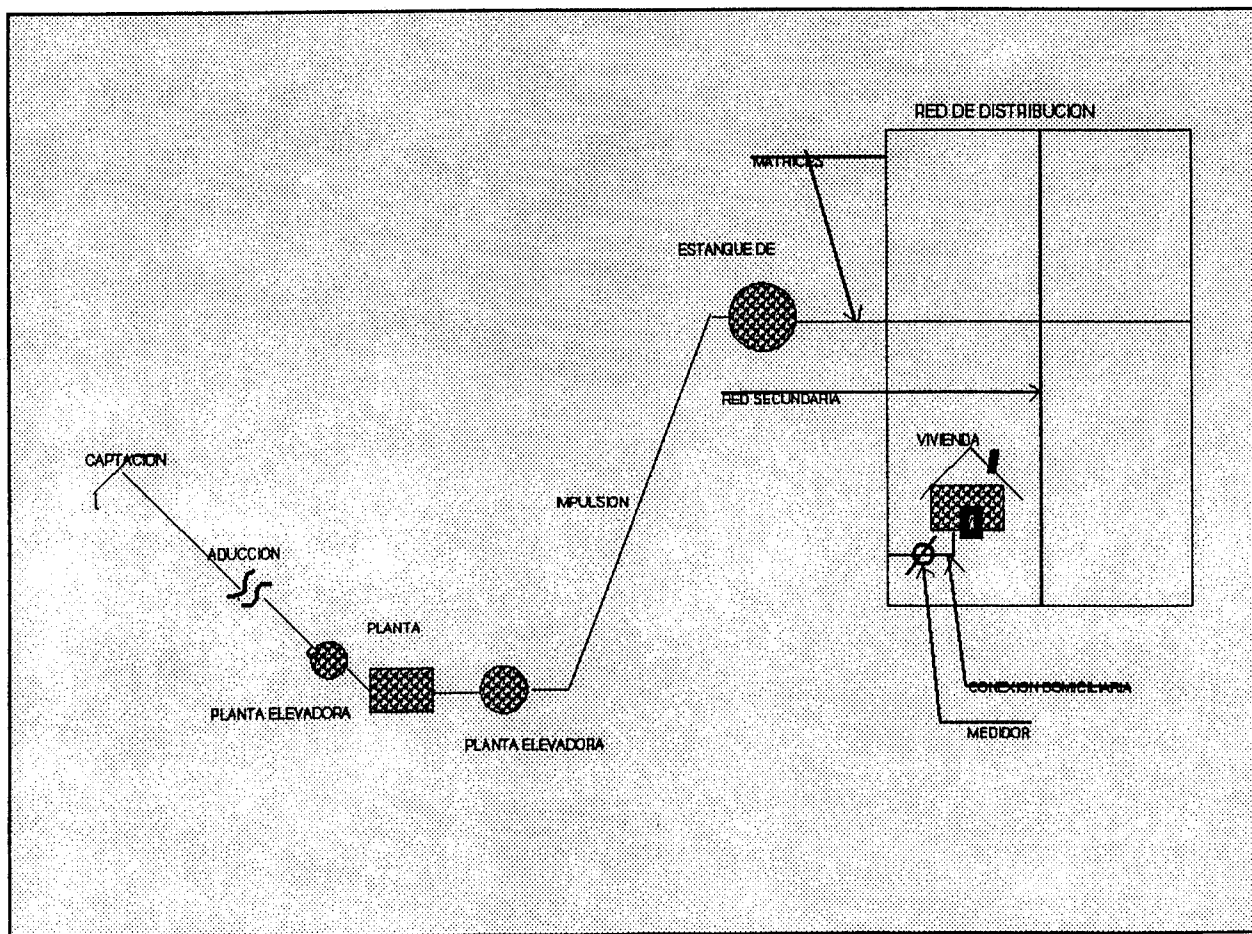 RED DE DISTRIBUCION
MATRICES
ESTANQUE DE
RED SECUNDARIA
VIVIENDA
CAPTACION
IMPULSION
ADUCCION
PLANTA
PLANTA ELEVADORA
PLANTA ELEVADORA
CONEXION DOMICILIARIA
MEDIDOR